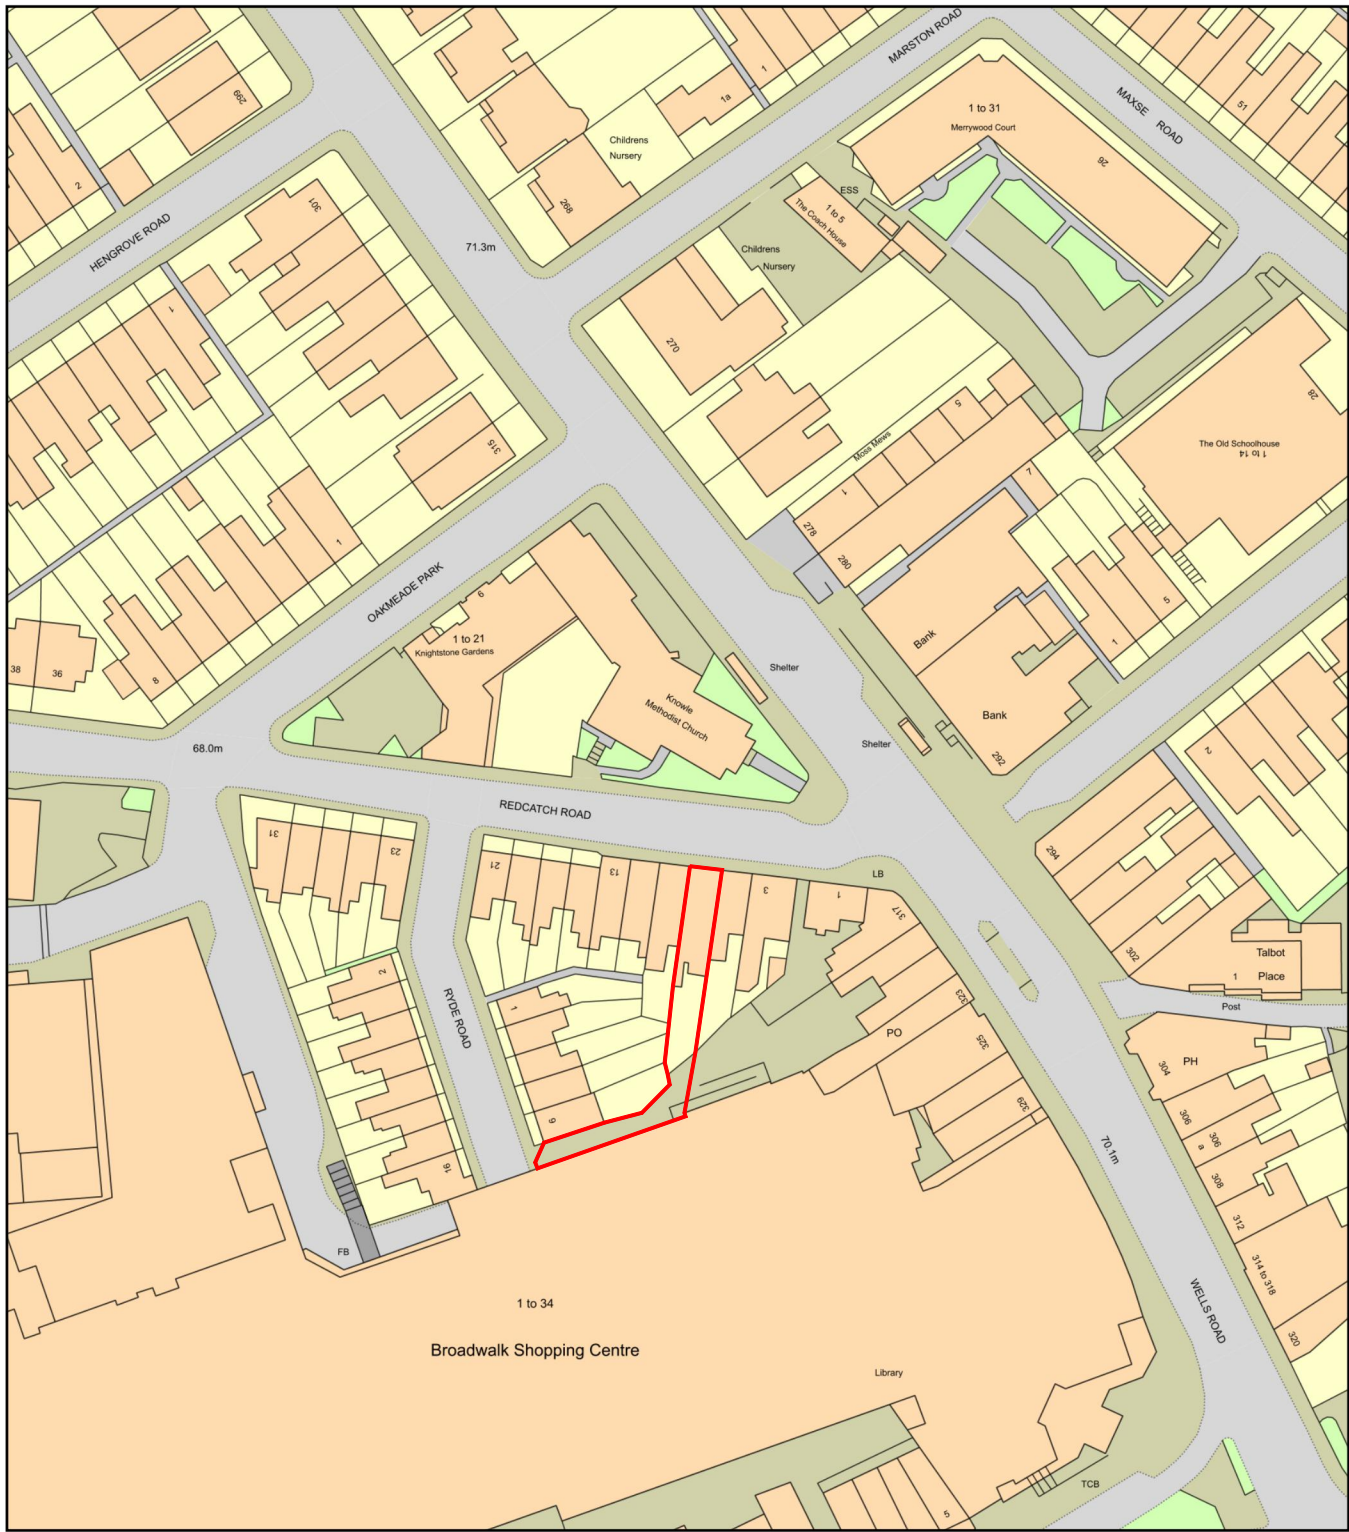 MARSTON ROAD
299
1
1a
MAXSE ROAD
51
1 to 31
Merrywood Court
26
Childrens
Nursery
2
268
301
ESS
1 to 5
The Coach House
HENGROVE ROAD
71.3m
Childrens
Nursery
1
270
28
5
315
Moss Mews
The Old Schoolhouse
1 to 14
7
1
278
280
1
OAKMEADE PARK
6
5
1 to 21
Knightstone Gardens
Bank
1
38
36
8
Shelter
Knowle
Methodist Church
Bank
68.0m
Shelter
292
2
REDCATCH ROAD
31
23
21
13
3
1
LB
317
294
302
Talbot
1 Place
2
323
1
RYDE ROAD
PO
325
Post
304
PH
329
306
306
a
9
70.1m
308
16
312
FB
314 to 318
1 to 34
WELLS ROAD
320
Broadwalk Shopping Centre
Library
TCB
5